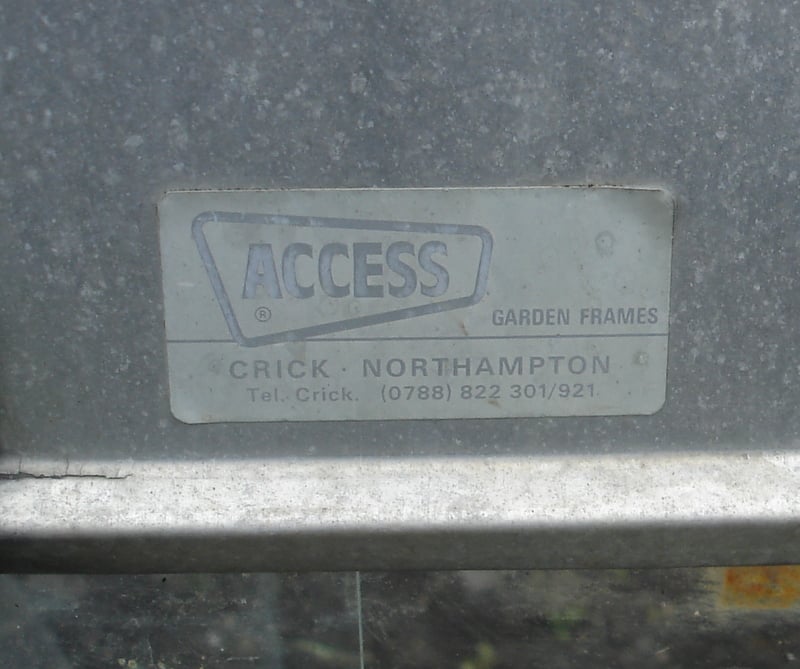 ACCESS
®
GARDEN FRAMES
CRICK · NORTHAMPTON
Tel. Crick. (0788) 822 301/921